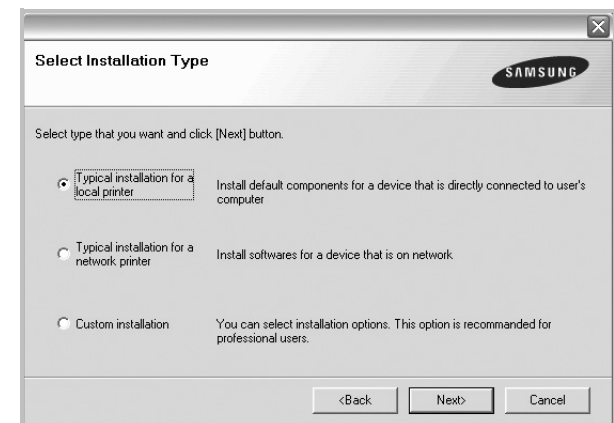 Select Installation Type
SAMSUNG
Select type that you want and click [Next] button.
Typical installation for a
local printer
Install default components for a device that is directly connected to user's
computer
Typical installation for a
network printer
Install softwares for a device that is on network
Custom installation
You can select installation options. This option is recommanded for
professional users.
<Back
Next>
Cancel